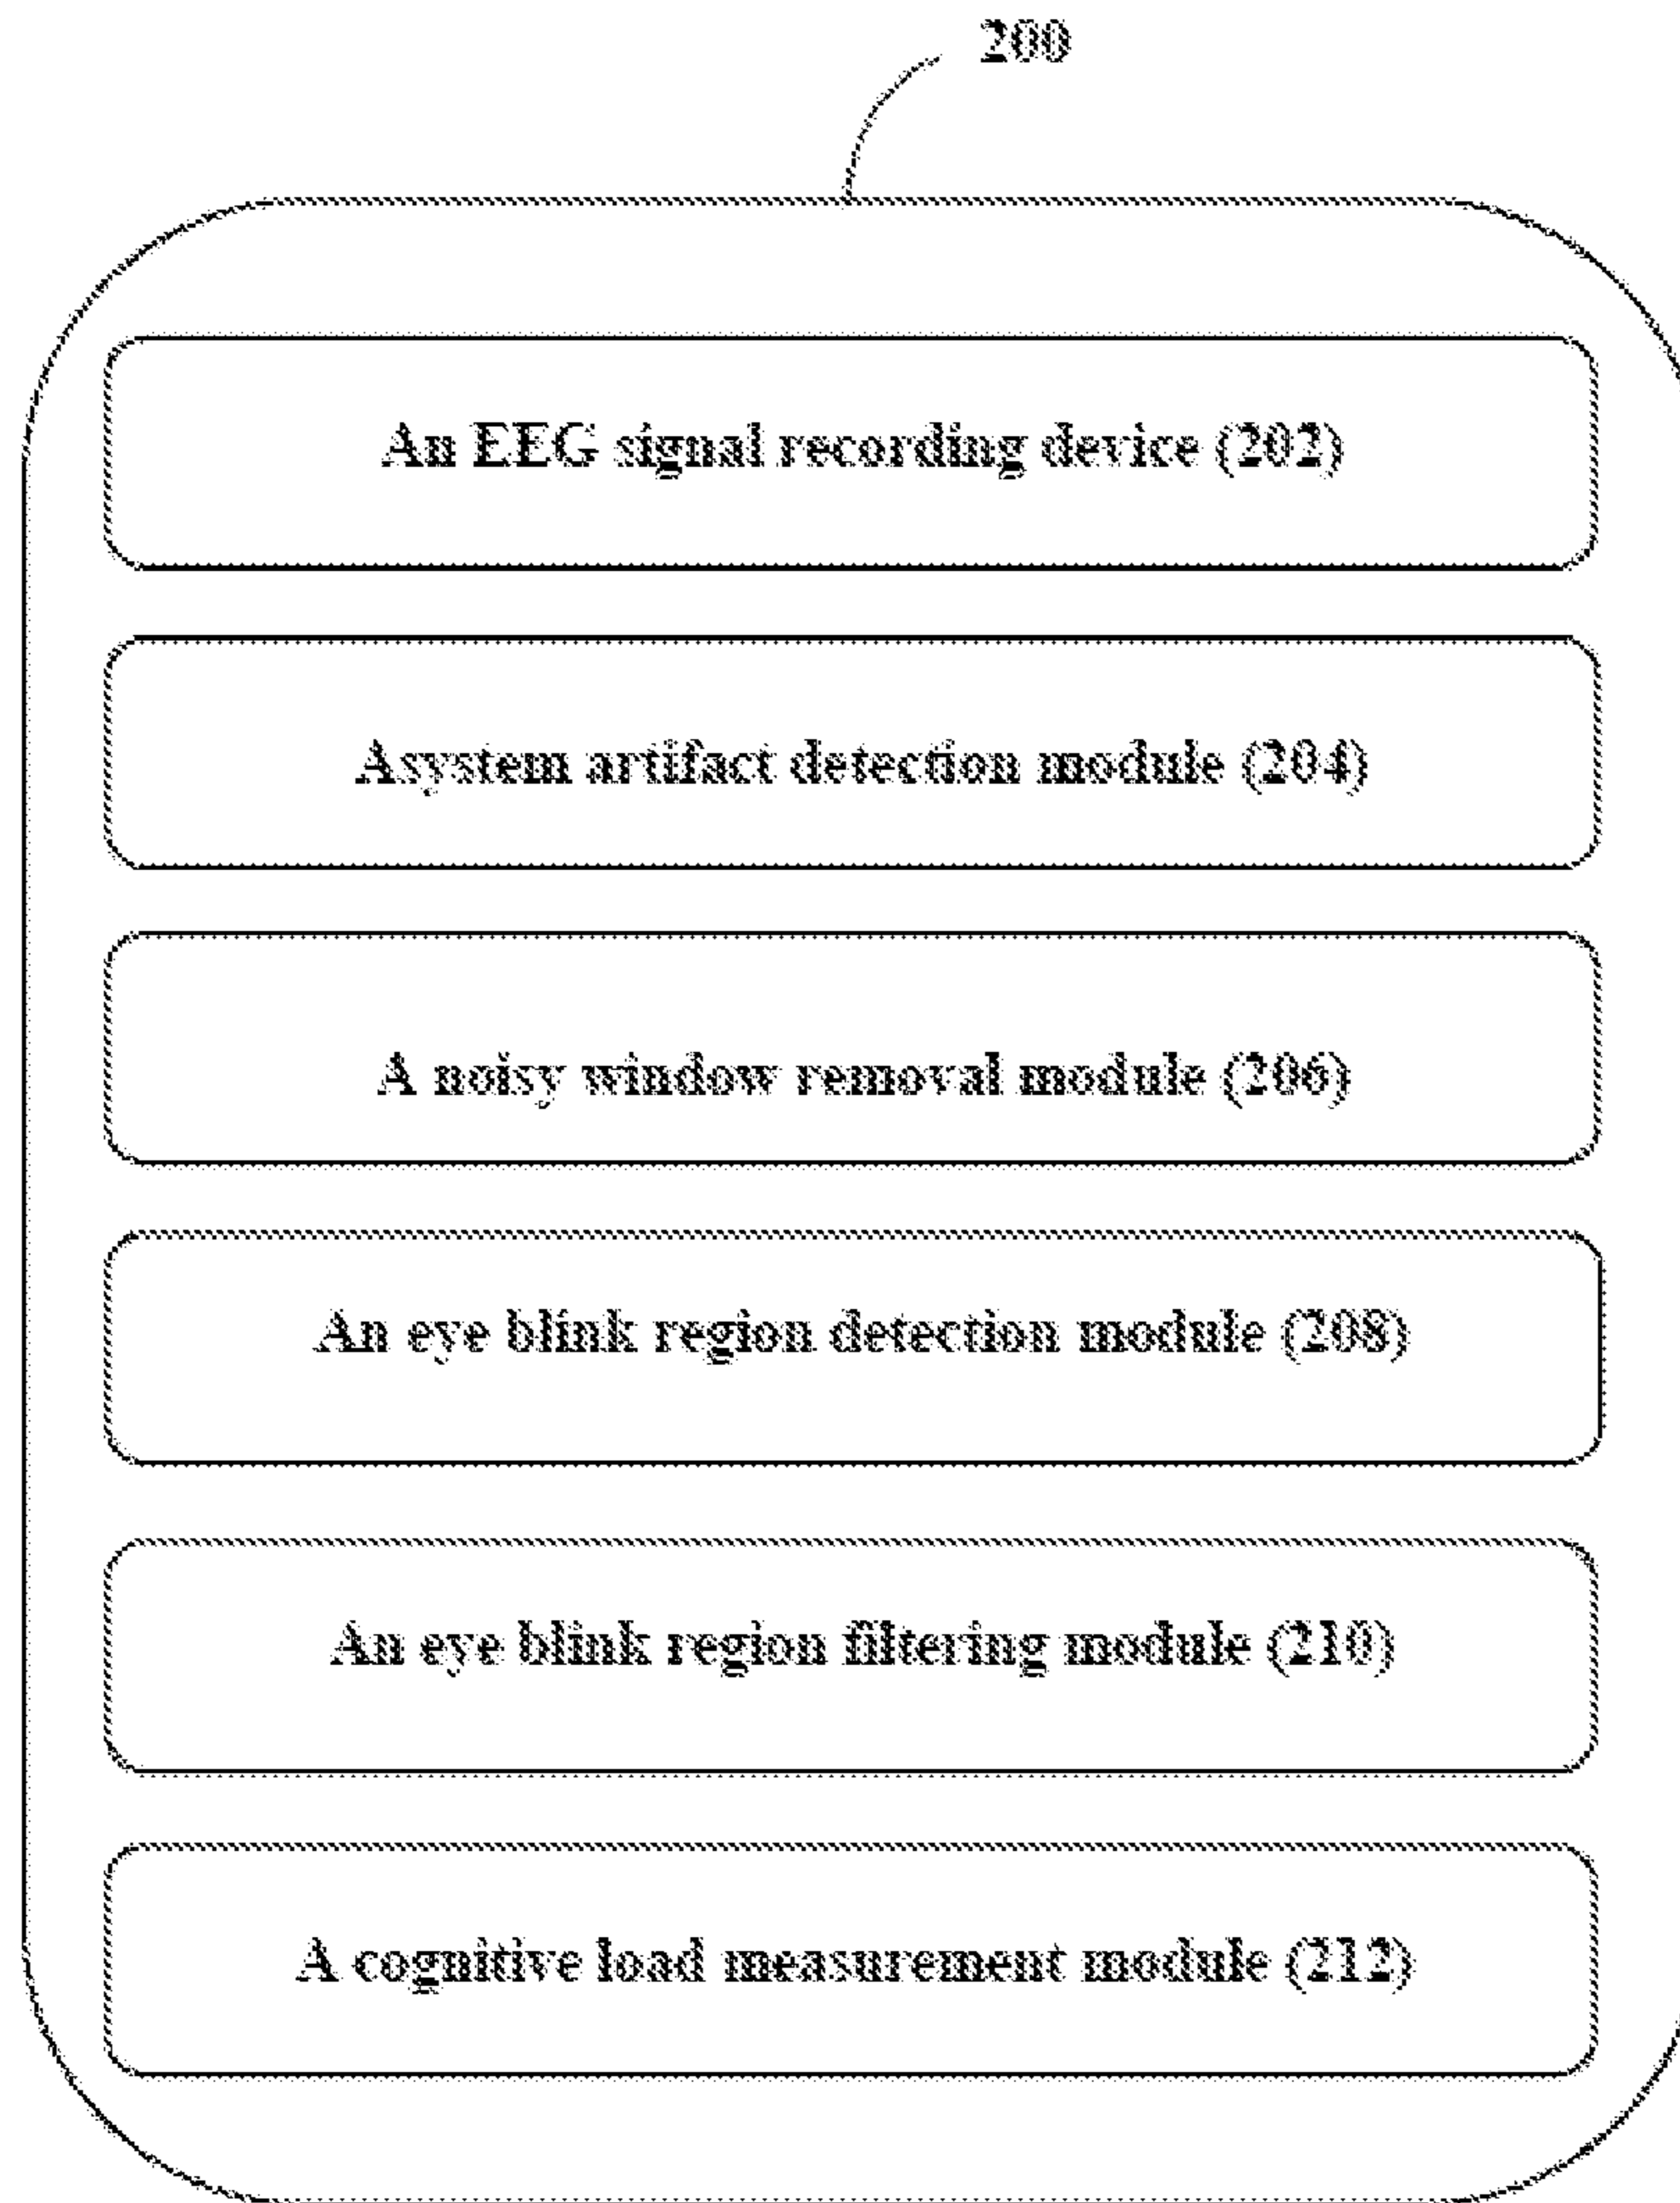 200
An EEG signal recording device (202)
Asystem artifact detection module (204)
A noisy window removal module (206)
An eye blink region detection module (208)
An eye blink region filtering module (210)
A cognitive load measurement module (212)